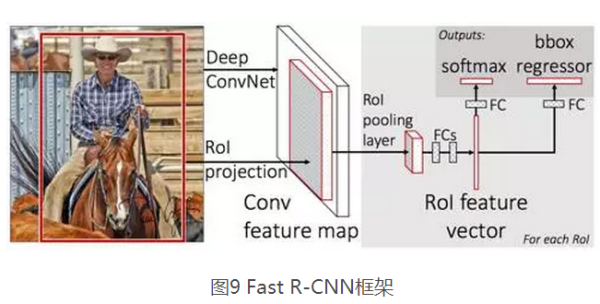 Deep
ConvNet
RoI
projection
Conv
feature map
RoI
pooling
layer
FCs
Outputs:
softmax
bbox
regressor
FC
FC
RoI feature
vector
For each RoI
图9 Fast R-CNN框架